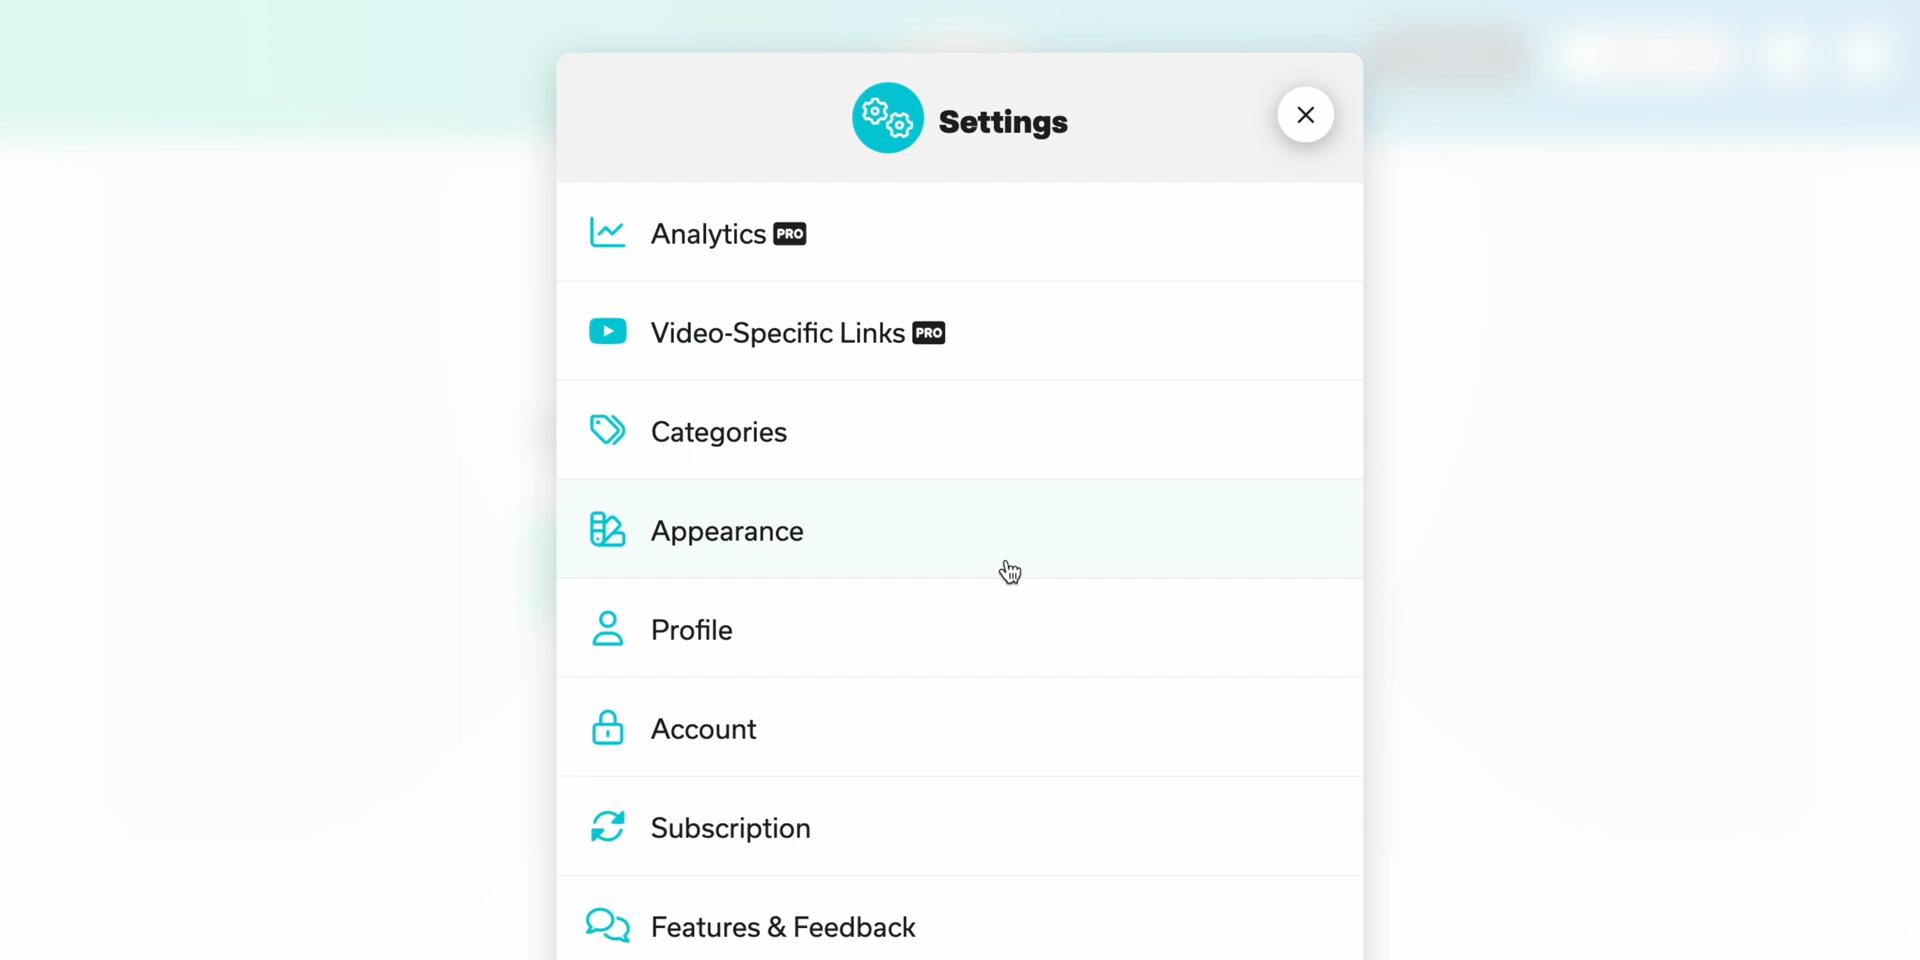 Settings
Analytics PRO
Video-Specific Links PRO
Categories
Appearance
Profile
Account
Subscription
Features & Feedback